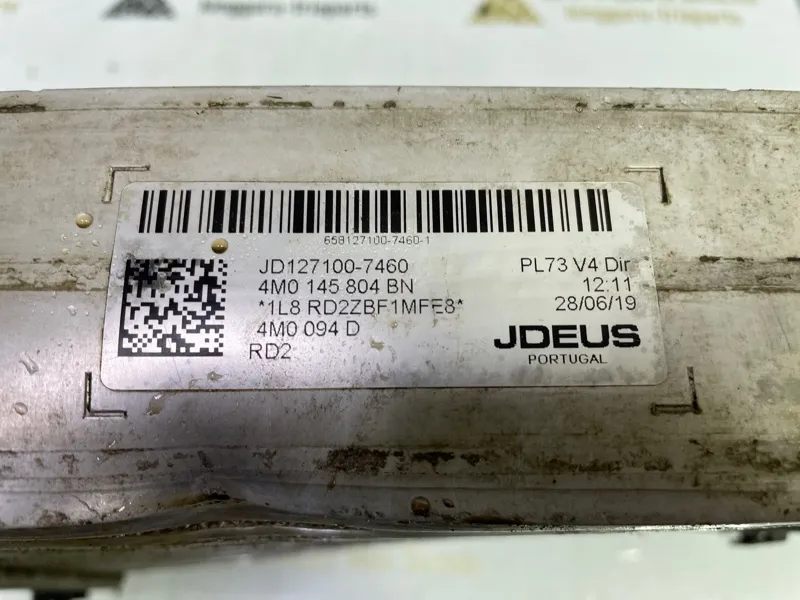 658127100-7460-1
JD127100-7460
4M0 145 804 BN
*1L8 RD2ZBF1MFE8*
4M0 094 D
RD2
PL73 V4 Dir
12:11
28/06/19
JDEUS
PORTUGAL